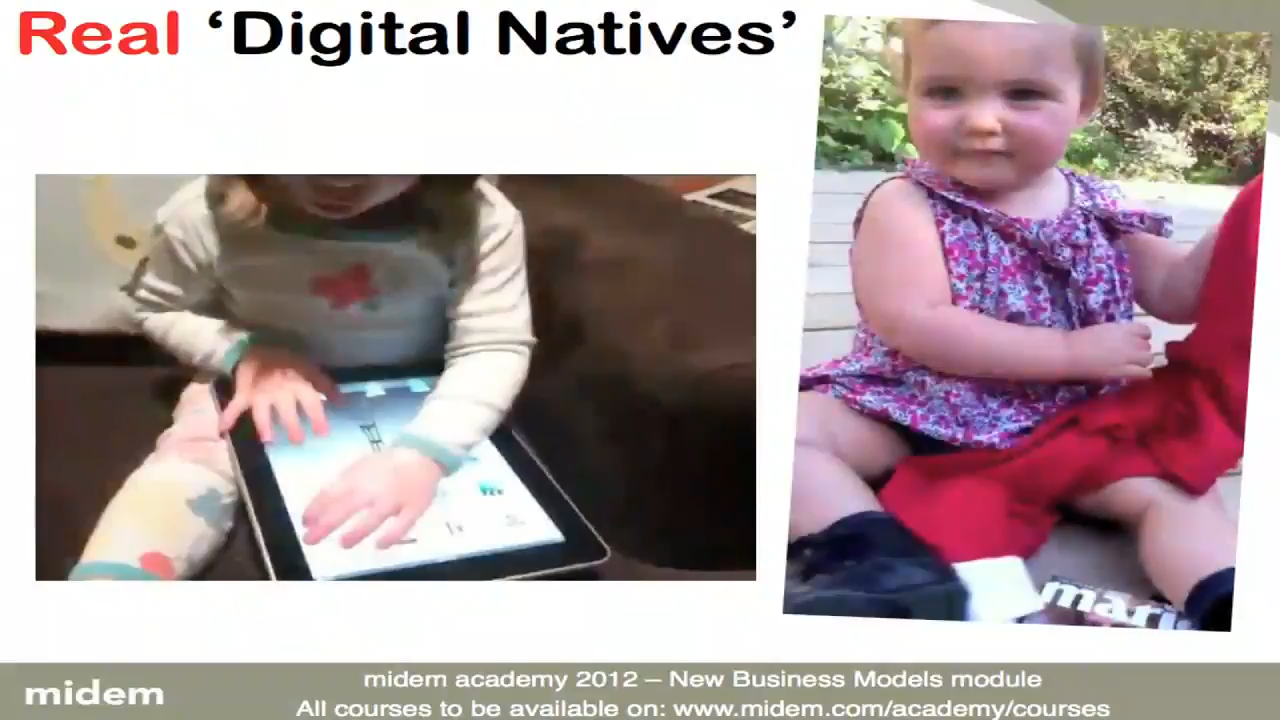 Real ‘Digital Natives’
midem
midem academy 2012 – New Business Models module
All courses to be available on: www.midem.com/academy/courses